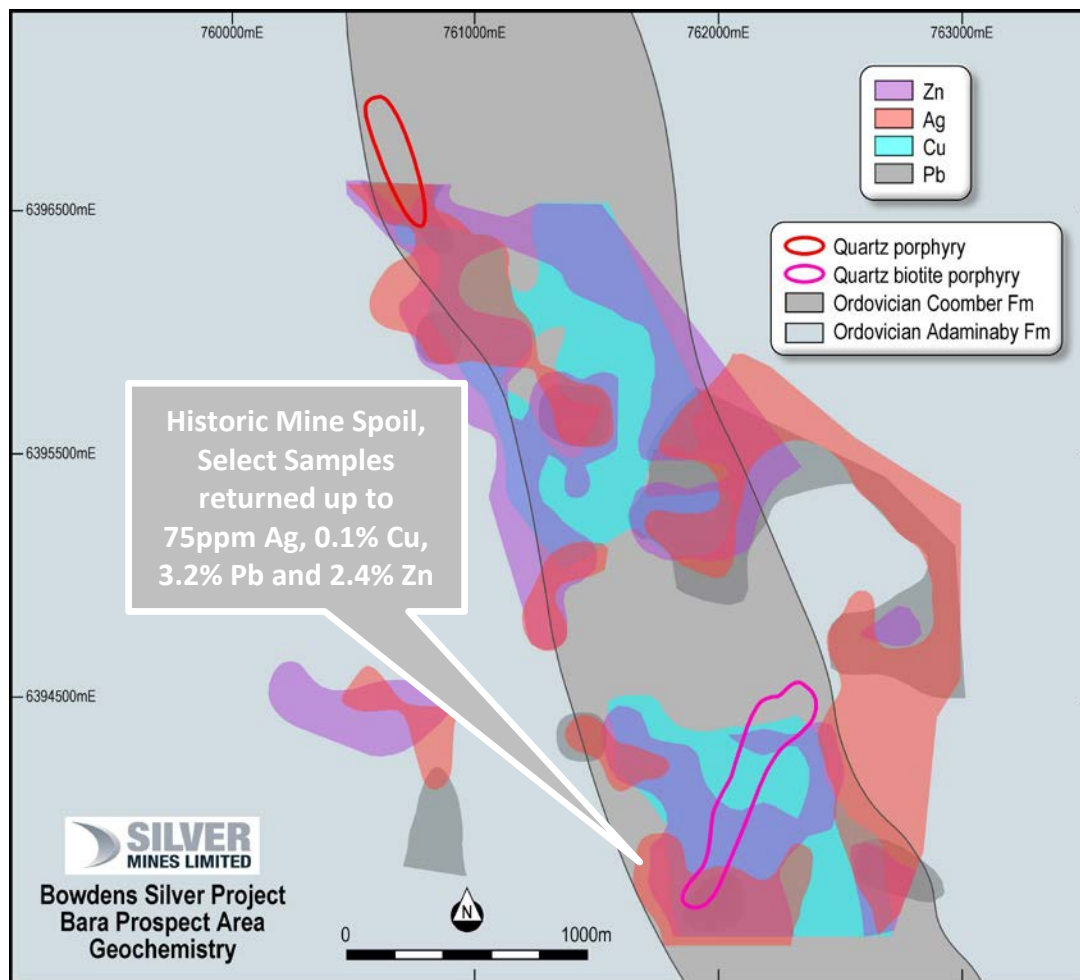 760000mE
761000mE
762000mE
763000mE
Zn
Ag
Cu
Pb
6396500mE
Quartz porphyry
Quartz biotite porphyry
Ordovician Coomber Fm
Ordovician Adaminaby Fm
Historic Mine Spoil,
Select Samples
returned up to
75ppm Ag, 0.1% Cu,
3.2% Pb and 2.4% Zn
6395500mE
6394500mE
SILVER
MINES LIMITED
Bowdens Silver Project
Bara Prospect Area
Geochemistry
N
0
1000m